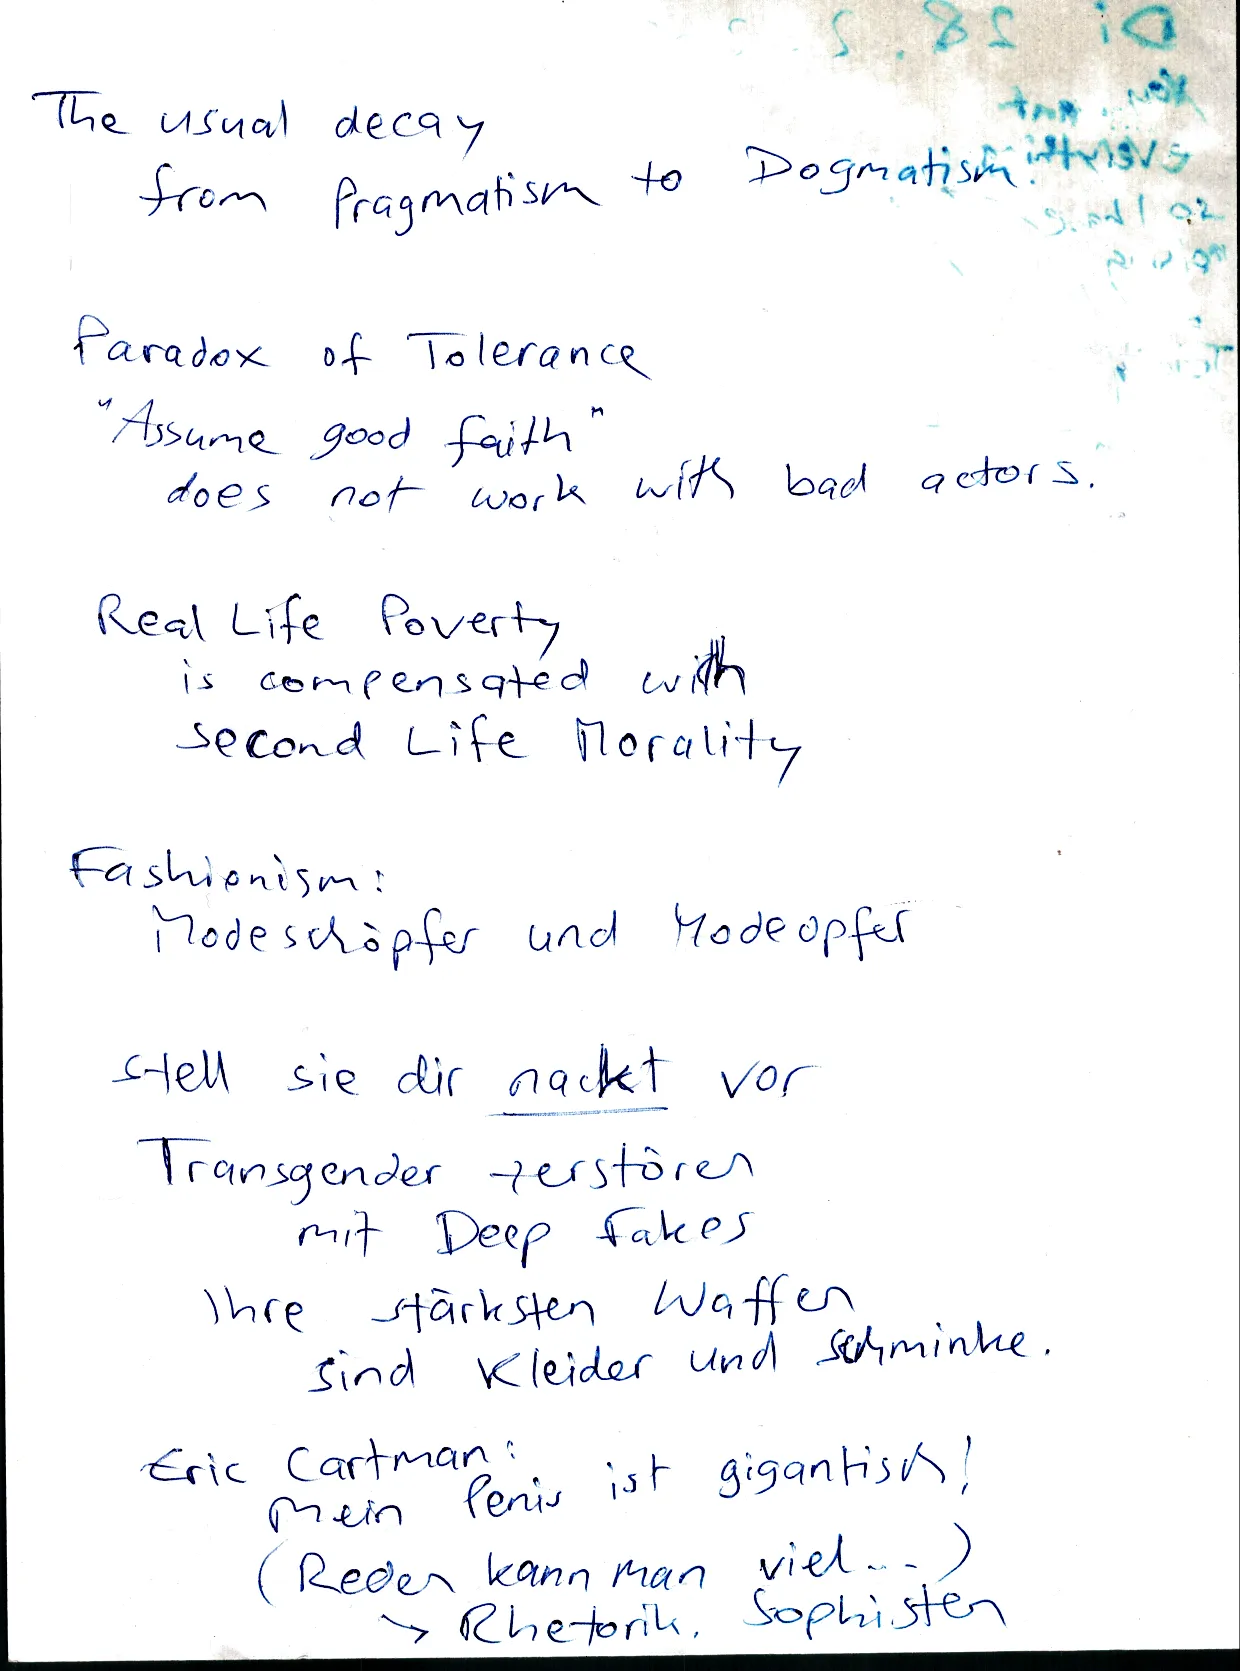 The usual decay
from Pragmatism to Dogmatism.
Paradox of Tolerance
"Assume good faith"
does not work with bad actors.
Real Life Poverty
is compensated with
second Life Morality
Fashionism:
Modeschöpfer und Modeopfer
stell sie dir nackt vor
Transgender zerstören
mit Deep Fakes
Ihre stärksten Waffen
sind Kleider und schminke.
Eric Cartman:
Mein Penis ist gigantisch!
(Reden kann man viel...)
→ Rhetorik, Sophisten
Di 28.